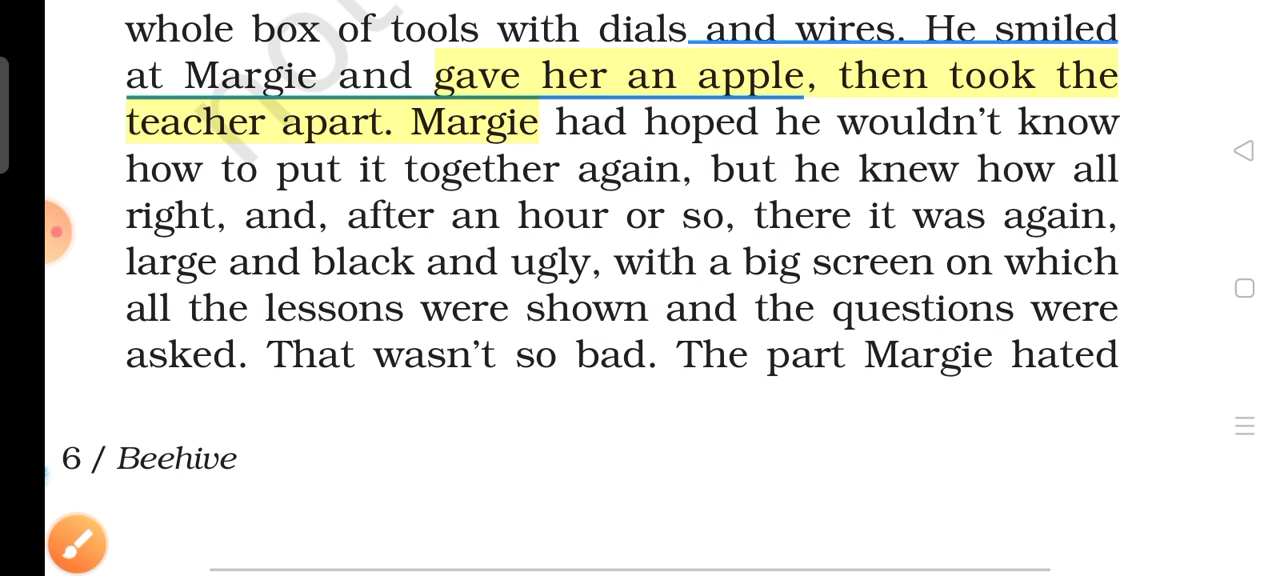 whole box of tools with dials and wires. He smiled
at Margie and gave her an apple, then took the
teacher apart. Margie had hoped he wouldn’t know
how to put it together again, but he knew how all
right, and, after an hour or so, there it was again,
large and black and ugly, with a big screen on which
all the lessons were shown and the questions were
asked. That wasn’t so bad. The part Margie hated
6 / Beehive